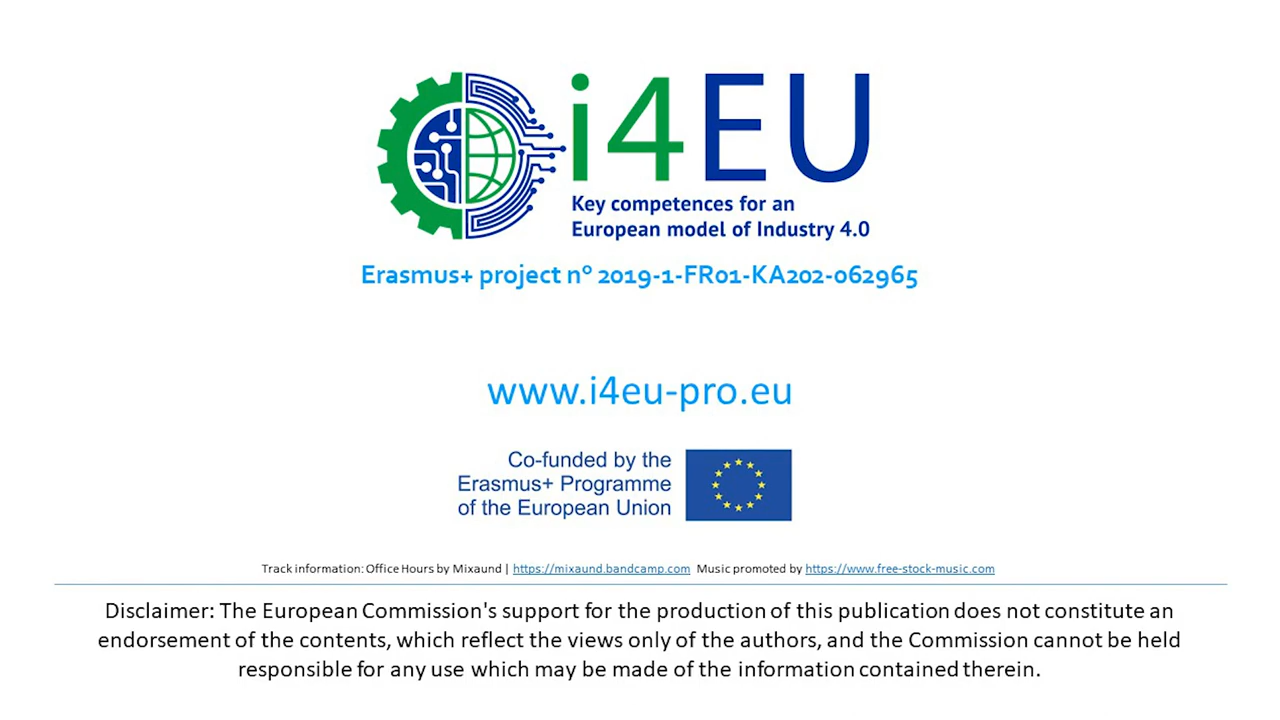 i4EU
Key competences for an
European model of Industry 4.0
Erasmus+ project n° 2019-1-FR01-KA202-062965
www.i4eu-pro.eu
Co-funded by the
Erasmus+ Programme
of the European Union
Track information: Office Hours by Mixaund | https://mixaund.bandcamp.com Music promoted by https://www.free-stock-music.com
Disclaimer: The European Commission's support for the production of this publication does not constitute an
endorsement of the contents, which reflect the views only of the authors, and the Commission cannot be held
responsible for any use which may be made of the information contained therein.